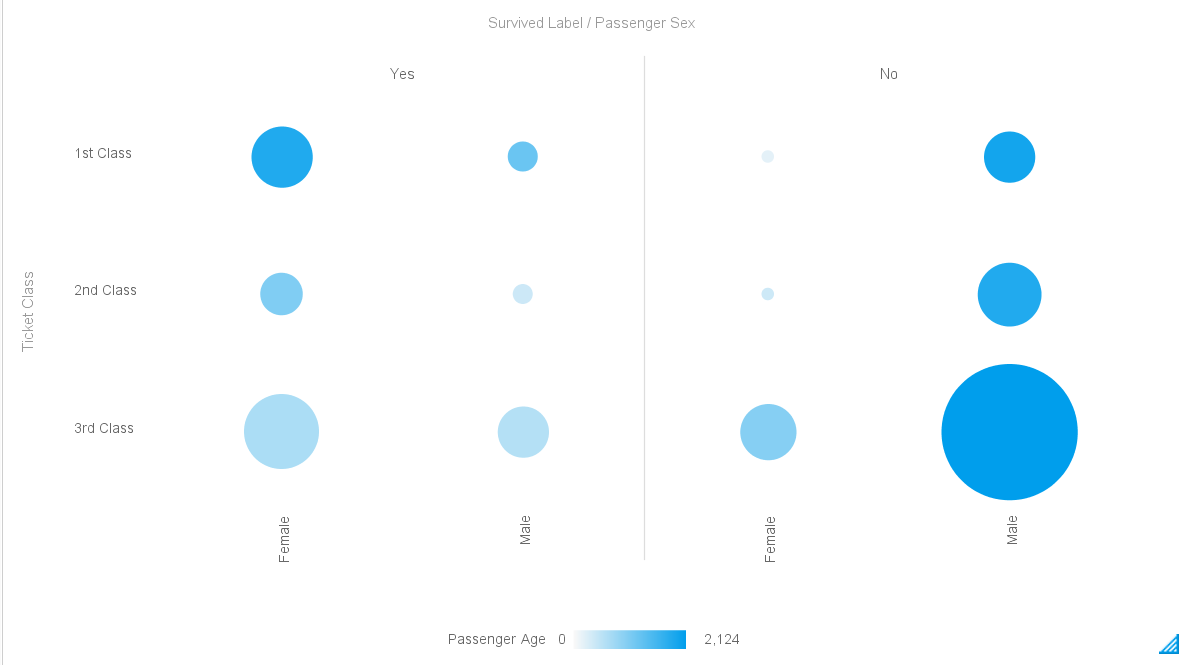 Survived Label / Passenger Sex
Yes
No
Ticket Class
1st Class
2nd Class
3rd Class
Female
Male
Female
Male
Passenger Age 0 2,124